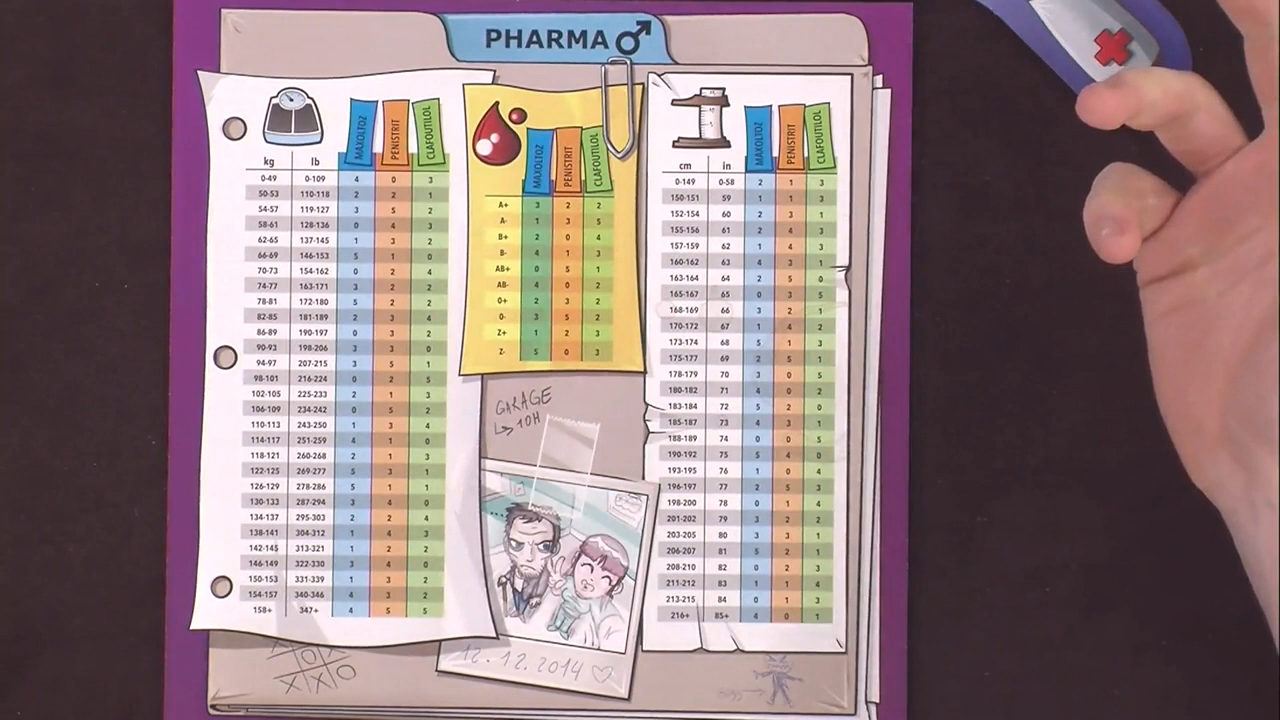 PHARMA
MAXOLTOZ PENISTRIT CLAFOUTILOL
kg lb
0-49 0-109 4 0 3
50-53 110-118 2 2 1
54-57 119-127 3 5 2
58-61 128-136 0 4 3
62-65 137-145 1 3 2
66-69 146-153 5 1 0
70-73 154-162 0 2 4
74-77 163-171 3 2 2
78-81 172-180 5 2 2
82-85 181-189 2 3 4
86-89 190-197 0 3 2
90-93 198-206 3 3 0
94-97 207-215 3 5 1
98-101 216-224 0 2 5
102-105 225-233 2 1 3
106-109 234-242 0 5 2
110-113 243-250 1 3 4
114-117 251-259 4 1 0
118-121 260-268 2 1 3
122-125 269-277 5 3 1
126-129 278-286 5 1 1
130-133 287-294 3 4 0
134-137 295-303 2 2 4
138-141 304-312 1 4 3
142-145 313-321 1 2 2
146-149 322-330 3 4 0
150-153 331-339 1 3 2
154-157 340-346 4 3 2
158+ 347+ 4 5 5
MAXOLTOZ PENISTRIT CLAFOUTILOL
A+ 3 2 2
A- 1 3 5
B+ 2 0 4
B- 4 1 3
AB+ 0 5 1
AB- 4 0 2
0+ 2 3 2
0- 3 5 2
Z+ 1 2 3
Z- 5 0 3
GARAGE
10H
12.12.2014
MAXOLTOZ PENISTRIT CLAFOUTILOL
cm in
0-149 0-58 2 1 3
150-151 59 1 1 3
152-154 60 2 3 1
155-156 61 2 4 3
157-159 62 1 4 3
160-162 63 4 3 1
163-164 64 2 5 0
165-167 65 0 3 5
168-169 66 3 2 1
170-172 67 1 4 2
173-174 68 5 1 3
175-177 69 2 5 1
178-179 70 3 0 5
180-182 71 4 0 2
183-184 72 5 2 0
185-187 73 4 3 1
188-189 74 0 0 5
190-192 75 5 4 0
193-195 76 1 0 4
196-197 77 2 5 3
198-200 78 0 1 4
201-202 79 3 2 2
203-205 80 3 3 1
206-207 81 5 2 1
208-210 82 0 2 3
211-212 83 1 1 4
213-215 84 0 1 3
216+ 85+ 4 0 1